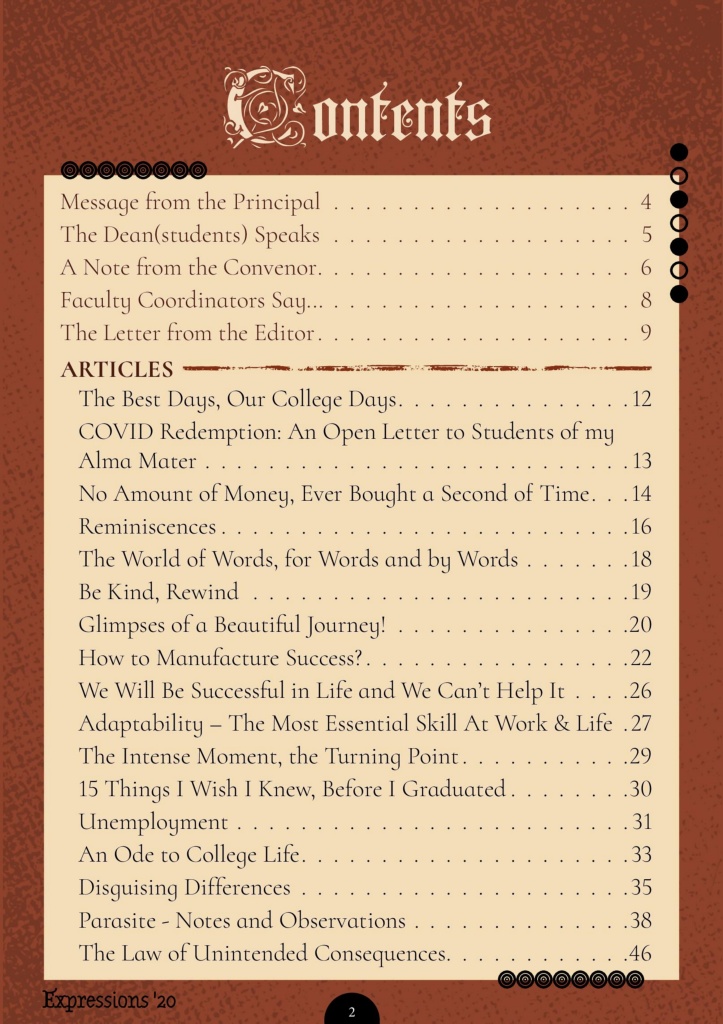 Contents
Message from the Principal . . . . . . . . . . . . . . . . . . . 4
The Dean(students) Speaks . . . . . . . . . . . . . . . . . . . 5
A Note from the Convenor. . . . . . . . . . . . . . . . . . . . 6
Faculty Coordinators Say... . . . . . . . . . . . . . . . . . . . 8
The Letter from the Editor. . . . . . . . . . . . . . . . . . . . 9
ARTICLES
The Best Days, Our College Days. . . . . . . . . . . . . . .12
COVID Redemption: An Open Letter to Students of my
Alma Mater . . . . . . . . . . . . . . . . . . . . . . . . . . .13
No Amount of Money, Ever Bought a Second of Time. . .14
Reminiscences . . . . . . . . . . . . . . . . . . . . . . . . . .16
The World of Words, for Words and by Words . . . . . . .18
Be Kind, Rewind . . . . . . . . . . . . . . . . . . . . . . . .19
Glimpses of a Beautiful Journey! . . . . . . . . . . . . . . .20
How to Manufacture Success? . . . . . . . . . . . . . . . . .22
We Will Be Successful in Life and We Can't Help It . . . .26
Adaptability – The Most Essential Skill At Work & Life .27
The Intense Moment, the Turning Point . . . . . . . . . . .29
15 Things I Wish I Knew, Before I Graduated . . . . . . . .30
Unemployment . . . . . . . . . . . . . . . . . . . . . . . . .31
An Ode to College Life. . . . . . . . . . . . . . . . . . . . .33
Disguising Differences . . . . . . . . . . . . . . . . . . . . .35
Parasite - Notes and Observations . . . . . . . . . . . . . .38
The Law of Unintended Consequences. . . . . . . . . . . .46
Expressions '20
2